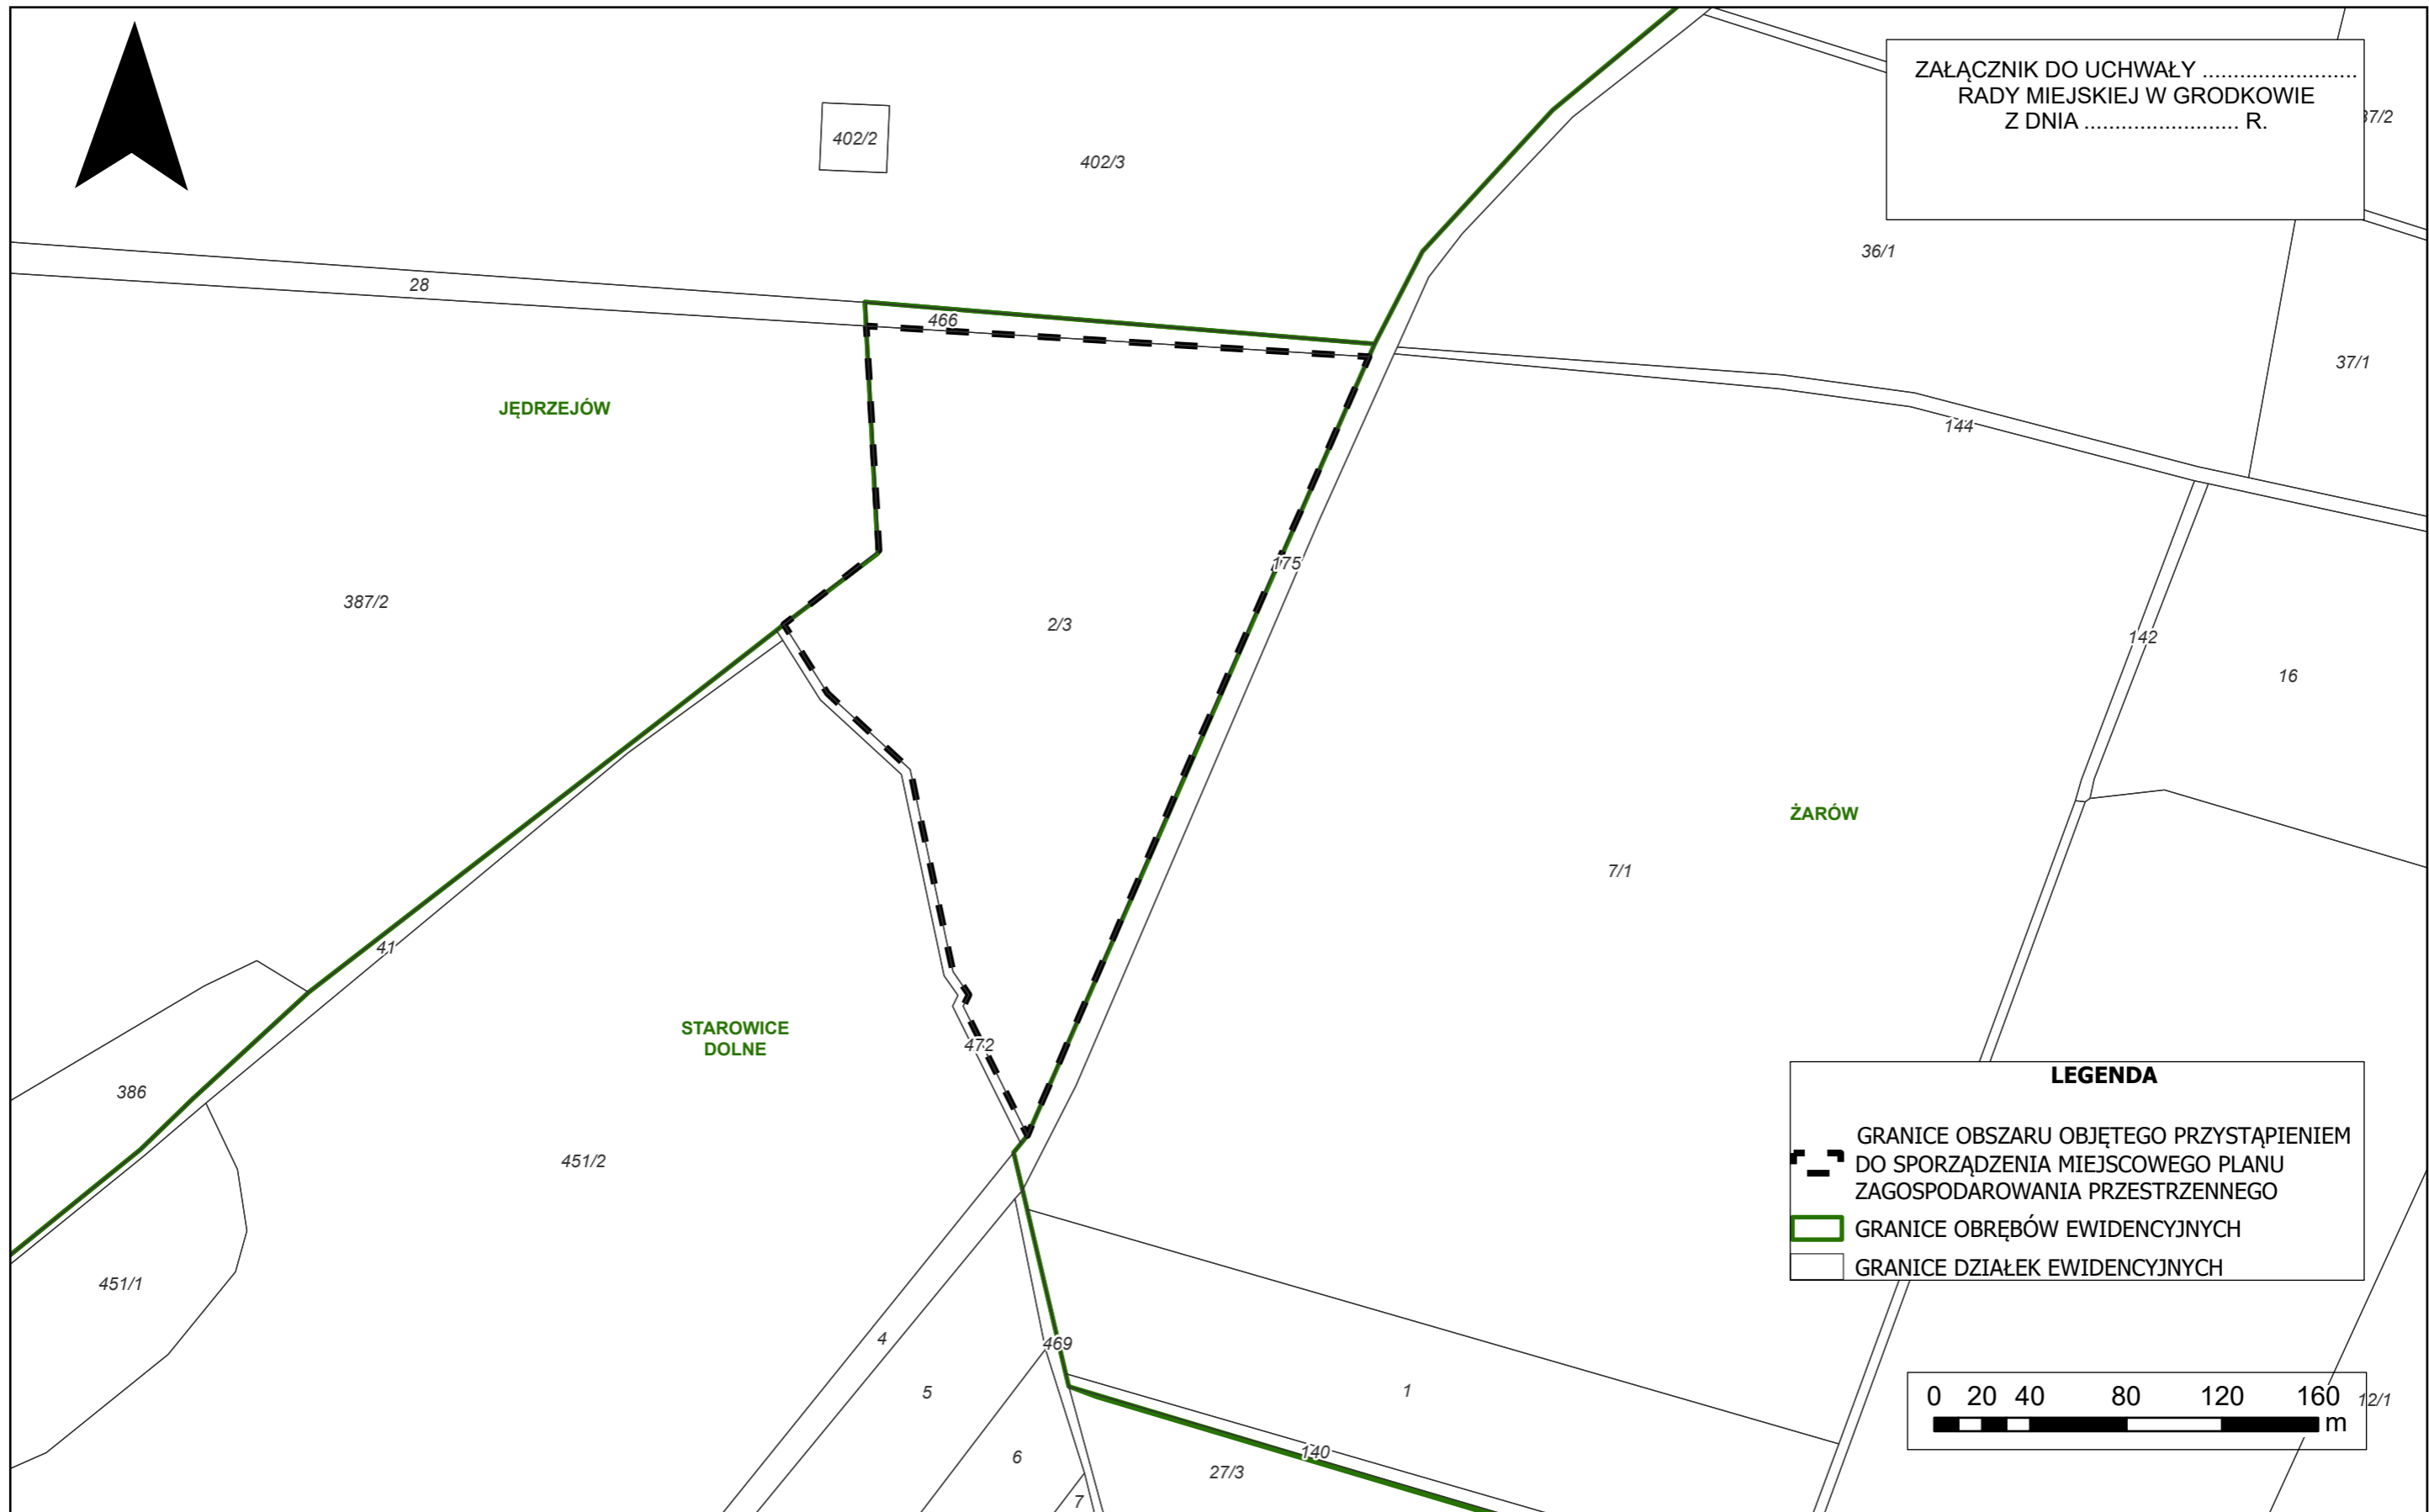 ZAŁĄCZNIK DO UCHWAŁY .........................
RADY MIEJSKIEJ W GRODKOWIE
Z DNIA ......................... R.
37/2
402/2
402/3
36/1
28
466
37/1
JĘDRZEJÓW
144
175
387/2
2/3
142
16
ŻARÓW
7/1
41
STAROWICE
DOLNE
472
386
451/2
451/1
LEGENDA
GRANICE OBSZARU OBJĘTEGO PRZYSTĄPIENIEM
DO SPORZĄDZENIA MIEJSCOWEGO PLANU
ZAGOSPODAROWANIA PRZESTRZENNEGO
GRANICE OBRĘBÓW EWIDENCYJNYCH
GRANICE DZIAŁEK EWIDENCYJNYCH
4
469
5
1
0 20 40 80 120 160
m
12/1
140
6
27/3
7